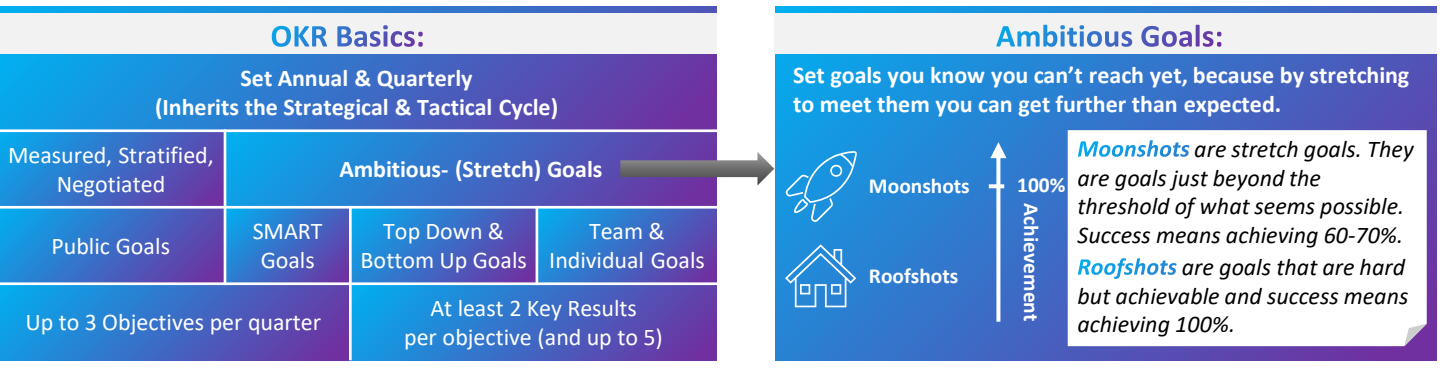 OKR Basics:
Set Annual & Quarterly
(Inherits the Strategical & Tactical Cycle)
Measured, Stratified,
Negotiated
Ambitious- (Stretch) Goals
Public Goals
SMART
Goals
Top Down &
Bottom Up Goals
Team &
Individual Goals
Up to 3 Objectives per quarter
At least 2 Key Results
per objective (and up to 5)
Ambitious Goals:
Set goals you know you can’t reach yet, because by stretching
to meet them you can get further than expected.
Moonshots
100%
Roofshots
Achievement
Moonshots are stretch goals. They
are goals just beyond the
threshold of what seems possible.
Success means achieving 60-70%.
Roofshots are goals that are hard
but achievable and success means
achieving 100%.